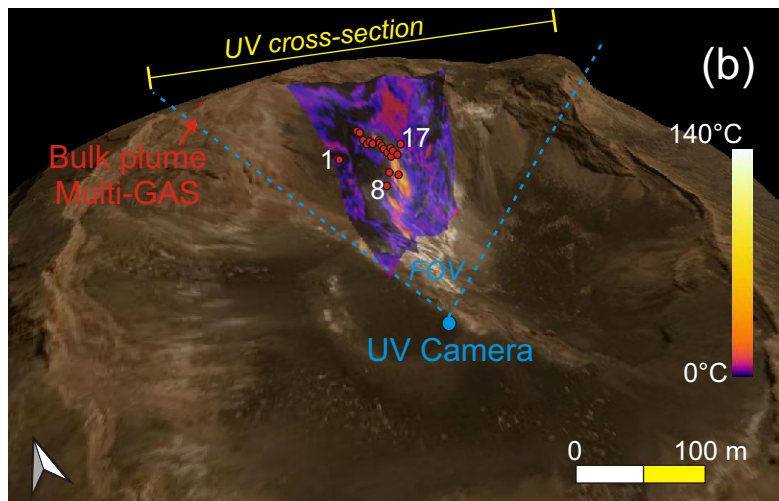 UV cross-section
(b)
140°C
17
1
Bulk plume
Multi-GAS
8
FOV
UV Camera
0°C
0 100 m